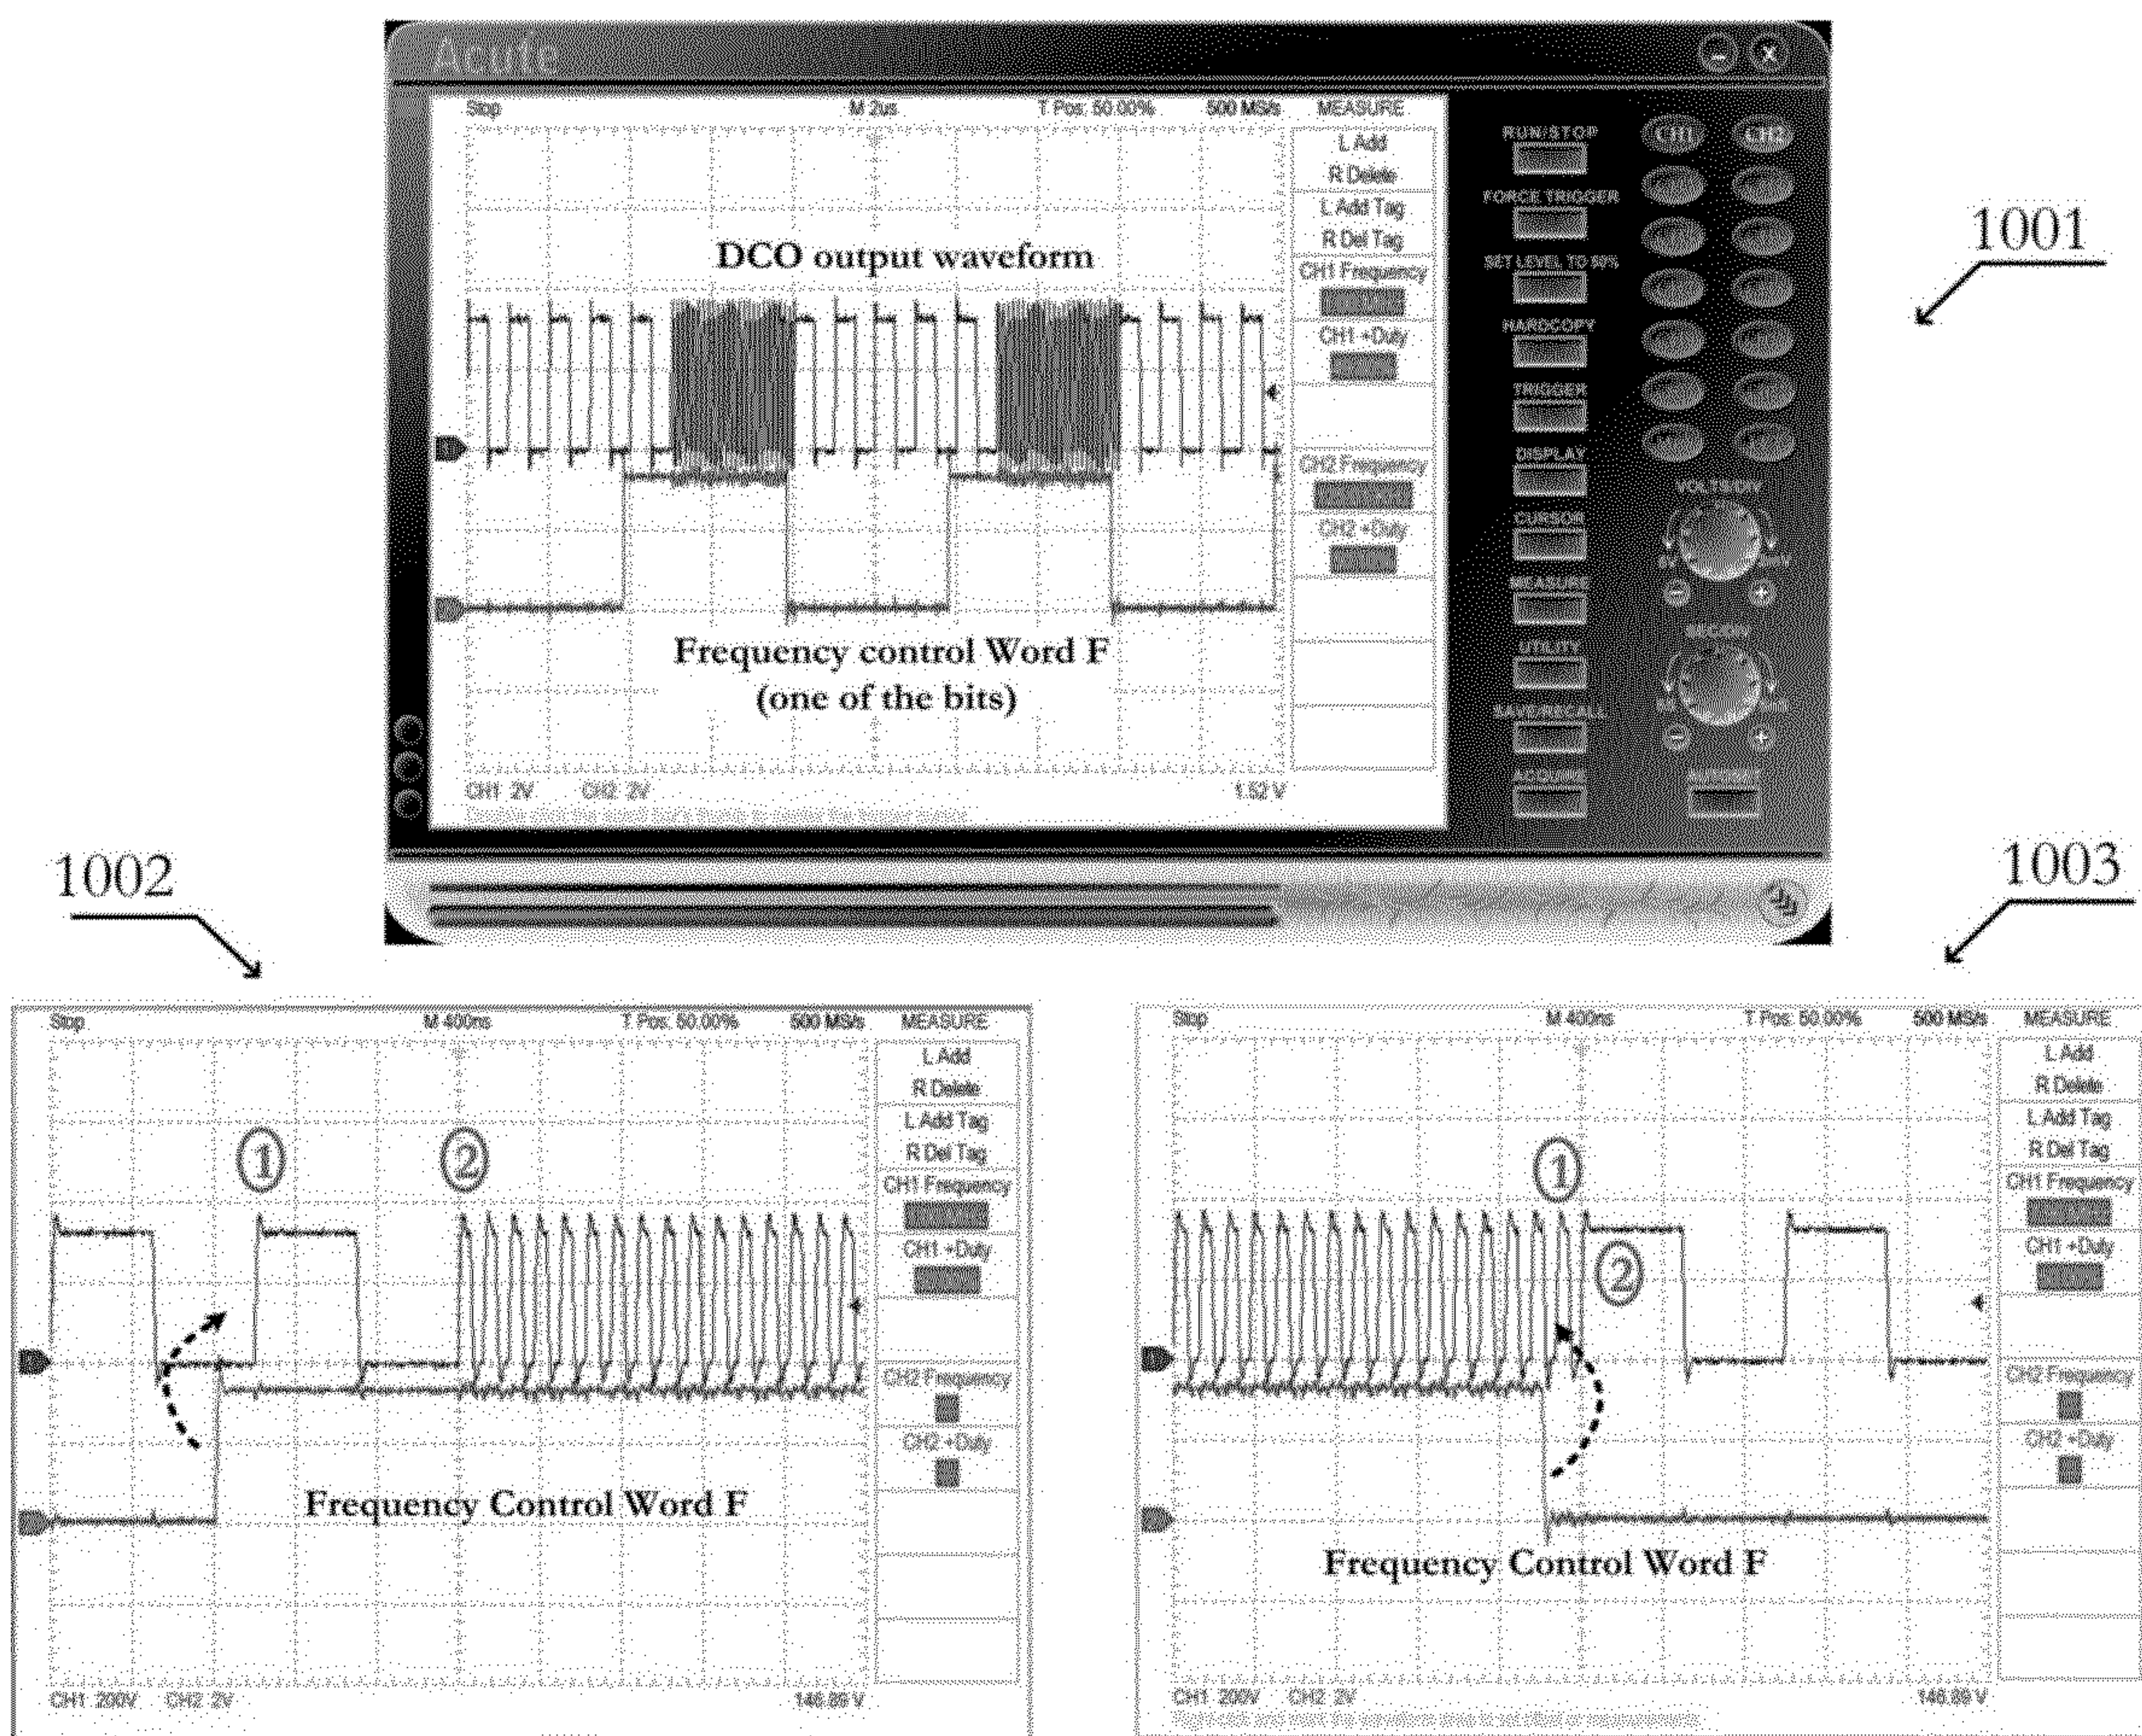 Acute
Stop M 2us T Pos: 50.00% 500 MS/s MEASURE
L Add
R Delete
L Add Tag
R Del Tag
CH1 Frequency
CH1 +Duty
CH2 Frequency
CH2 +Duty
DCO output waveform
Frequency control Word F
(one of the bits)
CH1 2V CH2 2V 1.52 V
RUN/STOP
FORCE TRIGGER
SET LEVEL TO 50%
HARDCOPY
TRIGGER
DISPLAY
CURSOR
MEASURE
UTILITY
SAVE/RECALL
ACQUIRE
CH1 CH2
VOLTS/DIV
SEC/DIV
AUTOSET
1001
1002
1003
Stop M 400ns T Pos: 50.00% 500 MS/s MEASURE
L Add
R Delete
L Add Tag
R Del Tag
CH1 Frequency
CH1 +Duty
CH2 Frequency
CH2 +Duty
① ②
Frequency Control Word F
CH1 200V CH2 2V 146.89 V
Stop M 400ns T Pos: 50.00% 500 MS/s MEASURE
L Add
R Delete
L Add Tag
R Del Tag
CH1 Frequency
CH1 +Duty
CH2 Frequency
CH2 +Duty
①
②
Frequency Control Word F
CH1 200V CH2 2V 146.89 V